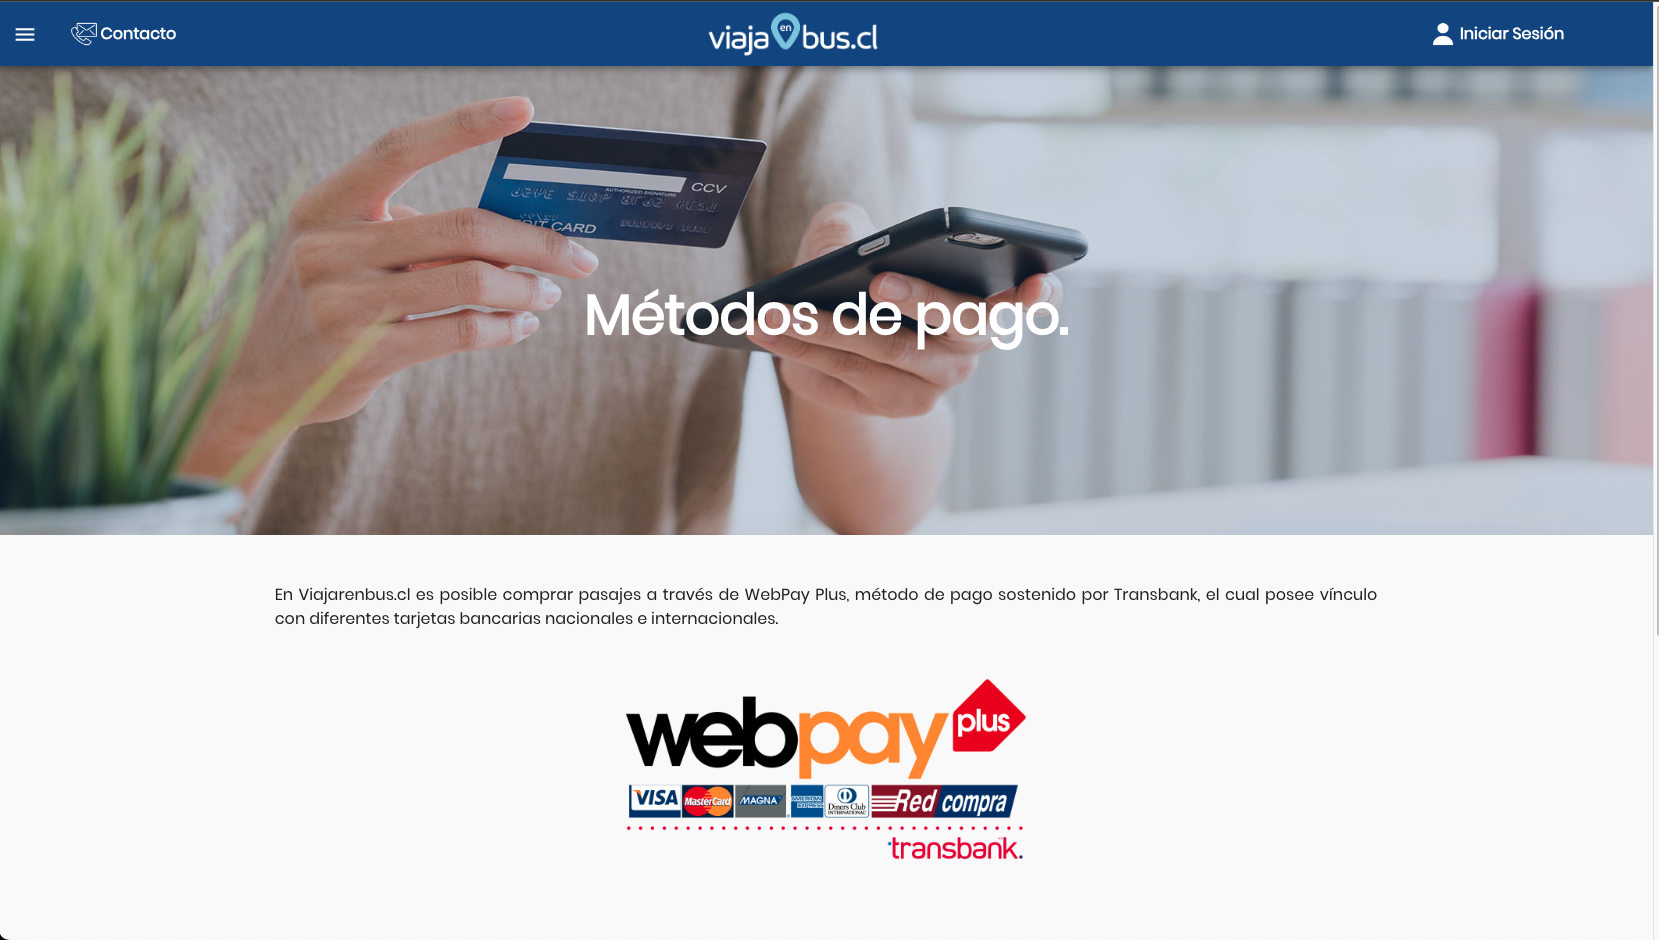 Contacto
viaja en bus.cl
Iniciar Sesión
AUTHORIZED SIGNATURE
CCV
CARD
Métodos de pago.
En Viajarenbus.cl es posible comprar pasajes a través de WebPay Plus, método de pago sostenido por Transbank, el cual posee vínculo
con diferentes tarjetas bancarias nacionales e internacionales.
webpay plus
VISA MasterCard MAGNA AMERICAN EXPRESS Diners Club INTERNATIONAL Red compra
transbank.